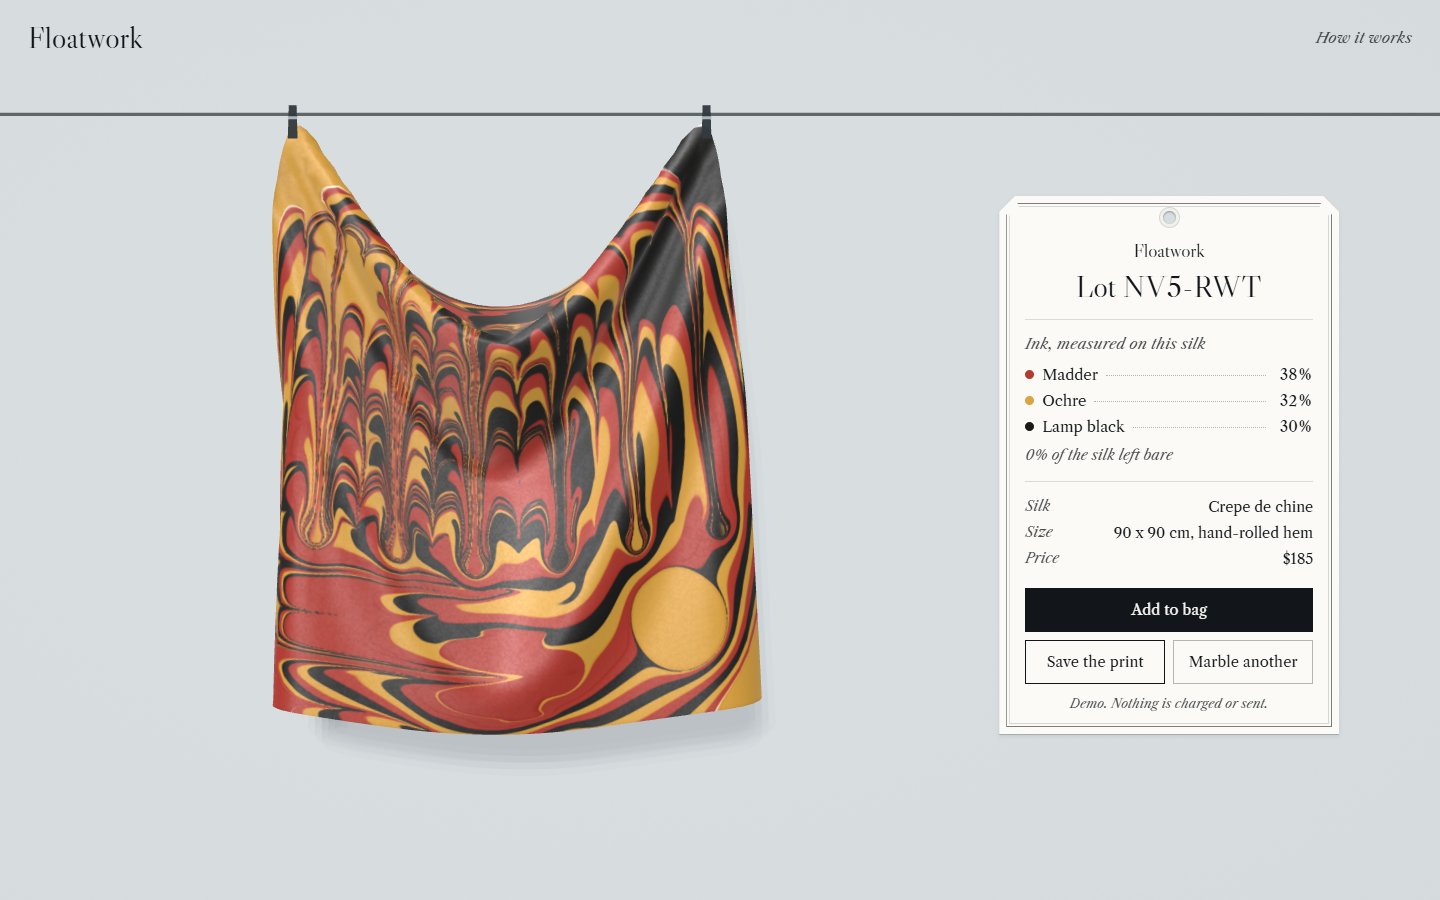 Floatwork
How it works
Floatwork
Lot NV5-RWT
Ink, measured on this silk
Madder 38%
Ochre 32%
Lamp black 30%
0% of the silk left bare
Silk Crepe de chine
Size 90 x 90 cm, hand-rolled hem
Price $185
Add to bag
Save the print Marble another
Demo. Nothing is charged or sent.